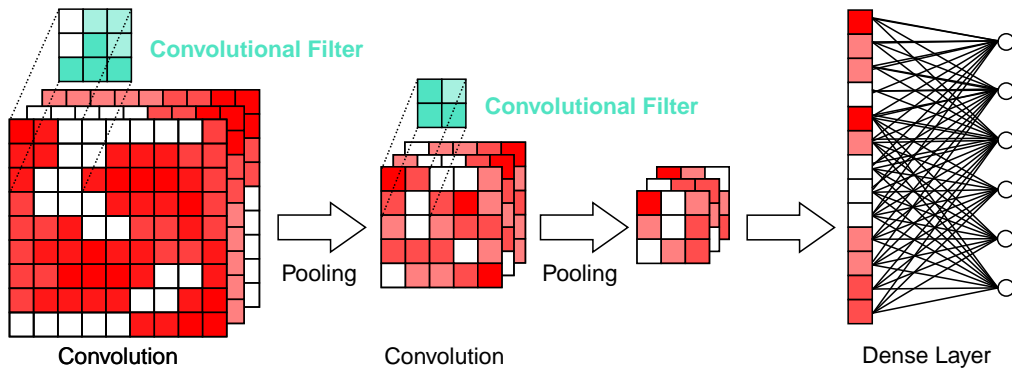 Convolutional Filter
Convolutional Filter
Pooling
Pooling
Convolution
Convolution
Dense Layer